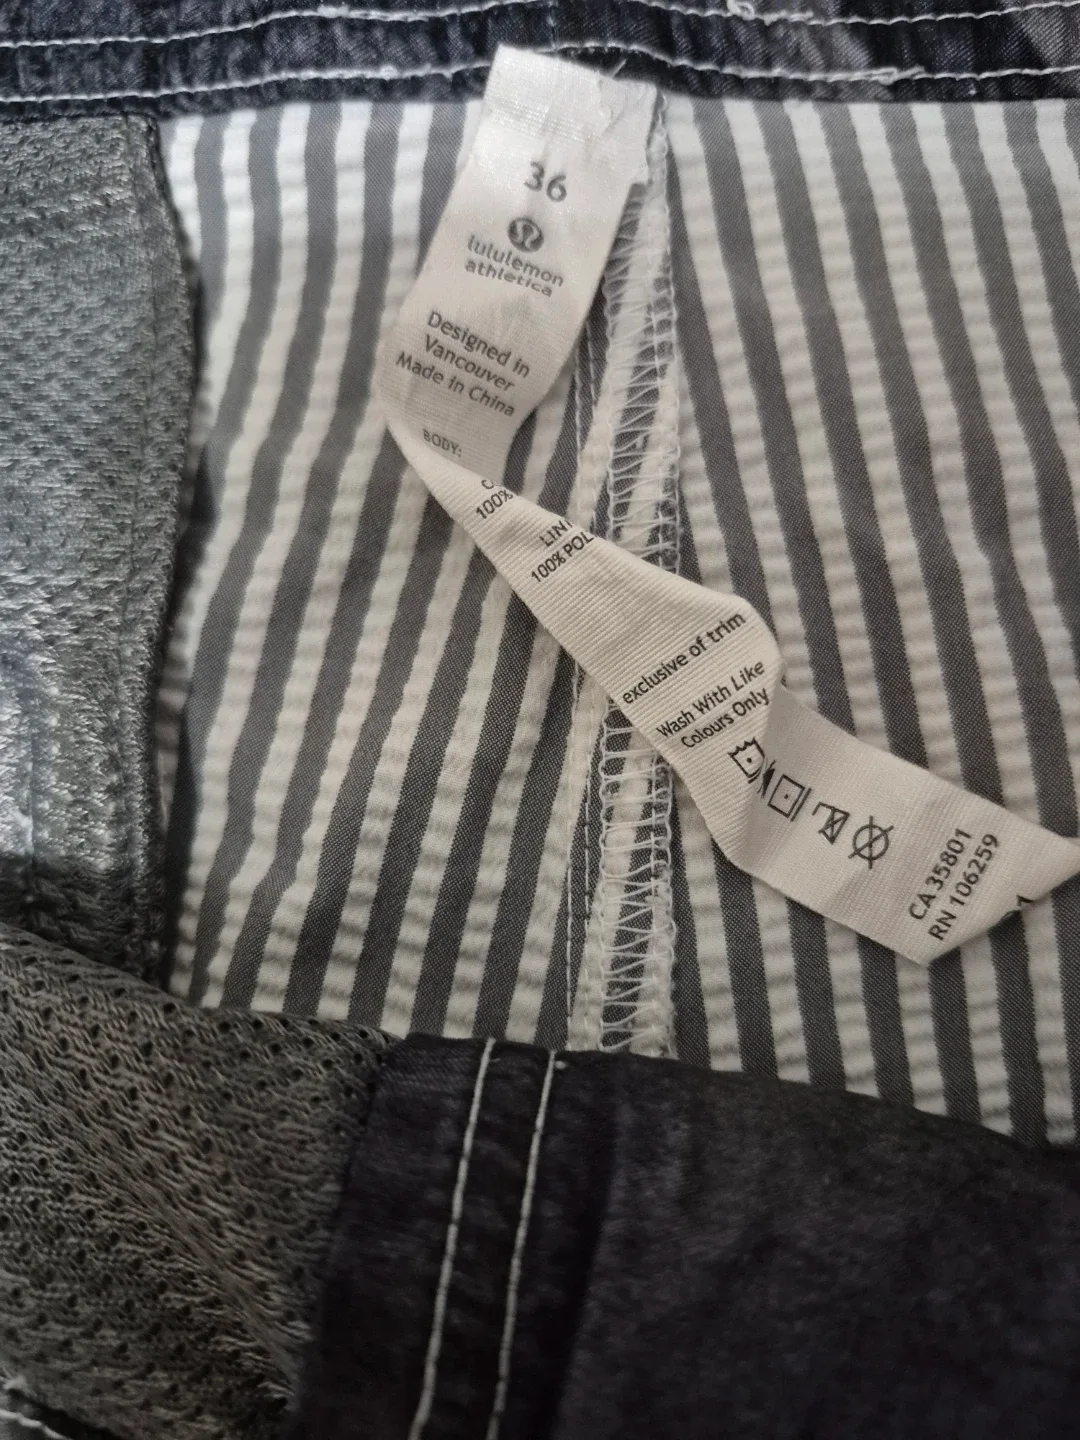 36
lululemon
athletica
Designed in
Vancouver
Made in China
BODY:
100%
100% POL
exclusive of trim
Wash With Like
Colours Only
CA 35801
RN 106259